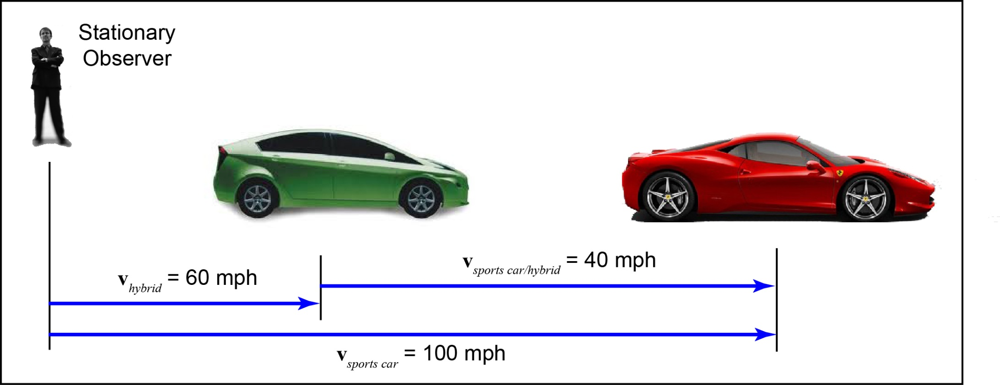 Stationary
Observer
v sports car/hybrid = 40 mph
v hybrid = 60 mph
v sports car = 100 mph